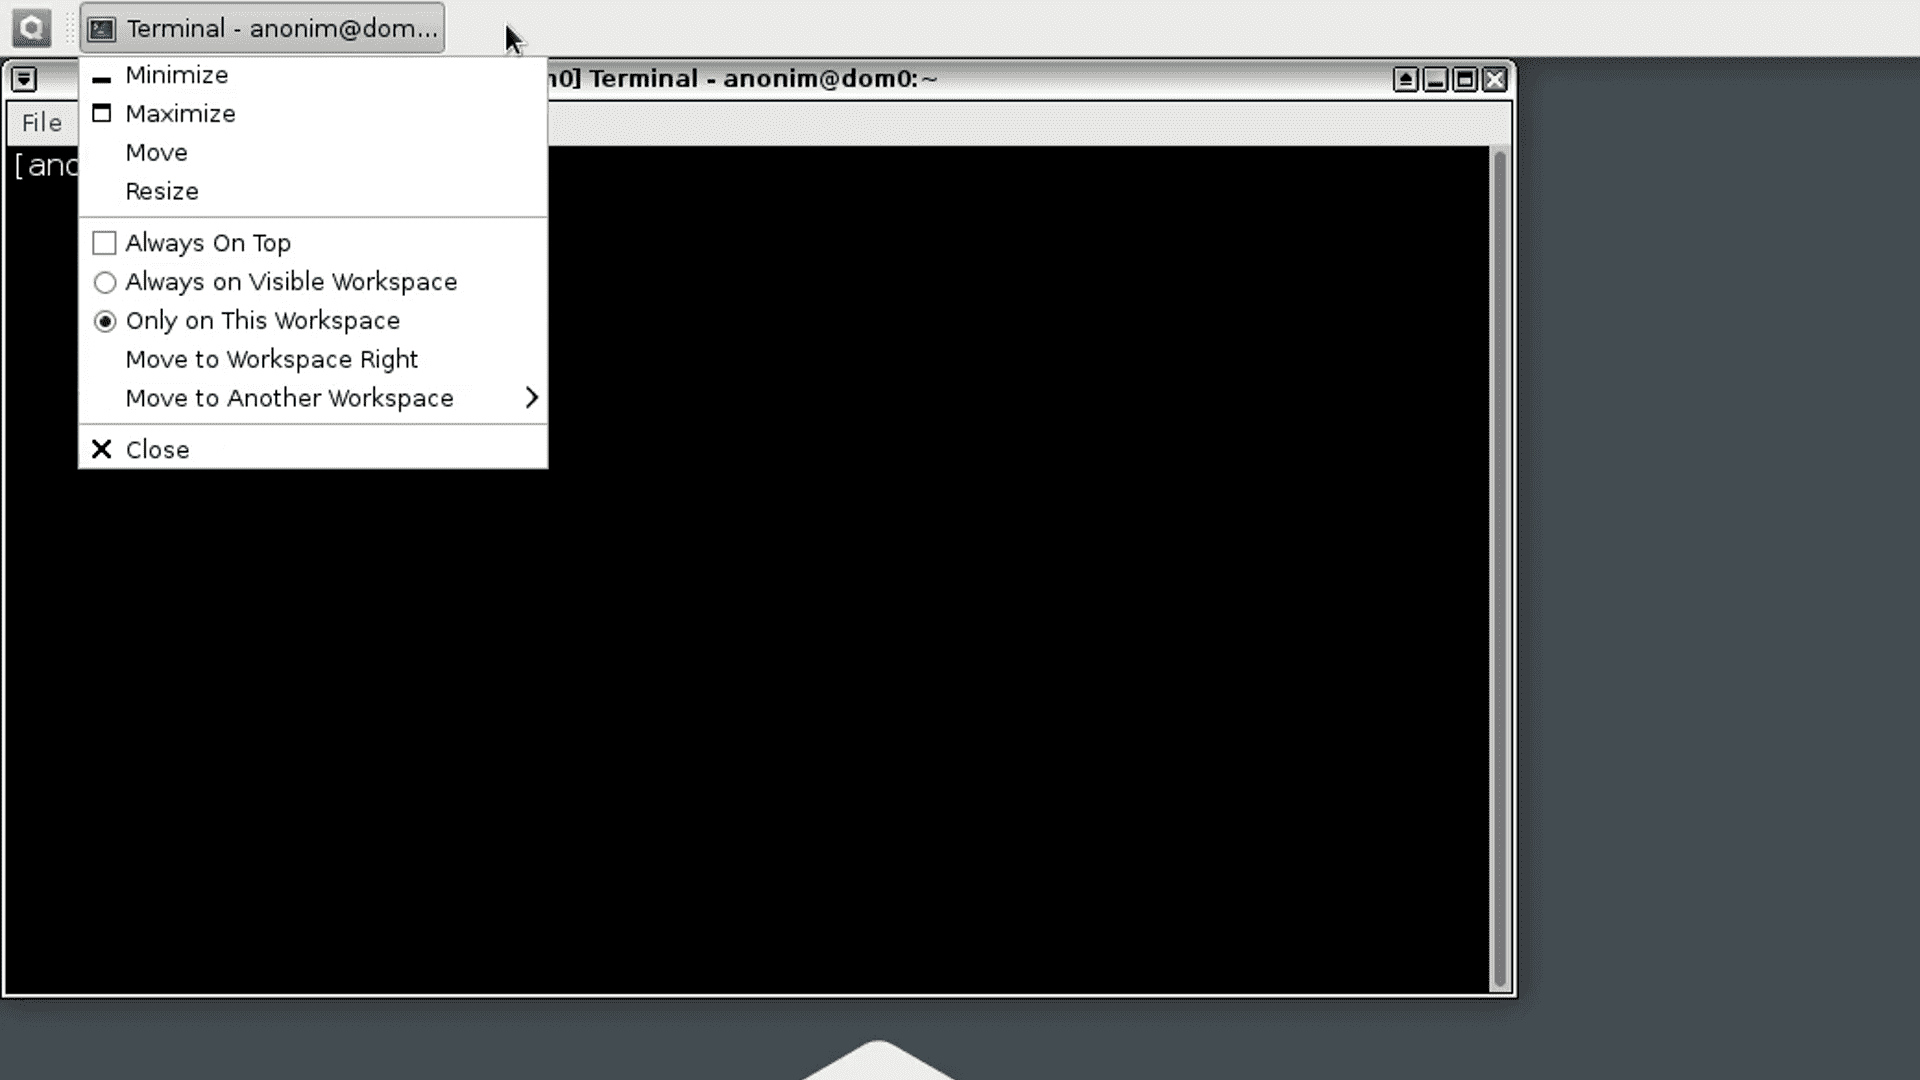 Terminal - anonim@dom...
n0] Terminal - anonim@dom0:~
File
[ano
Minimize
Maximize
Move
Resize
Always On Top
Always on Visible Workspace
Only on This Workspace
Move to Workspace Right
Move to Another Workspace
Close